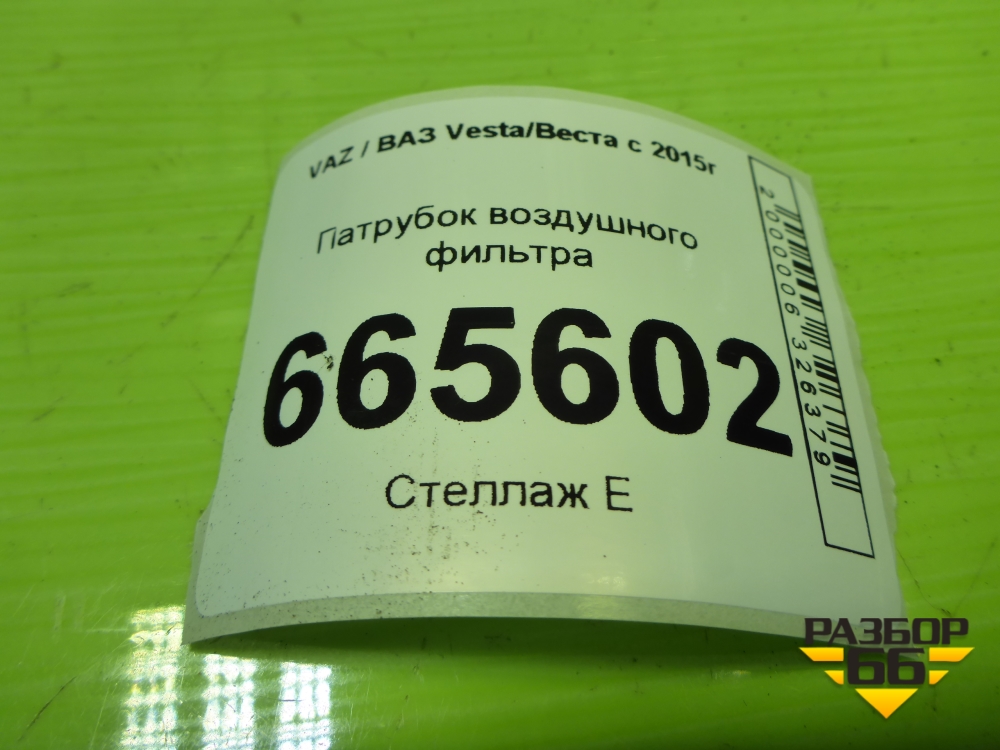 VAZ / ВАЗ Vesta/Веста с 2015г
Патрубок воздушного
фильтра
665602
Стеллаж Е
2000006326379
РАЗБОР
66